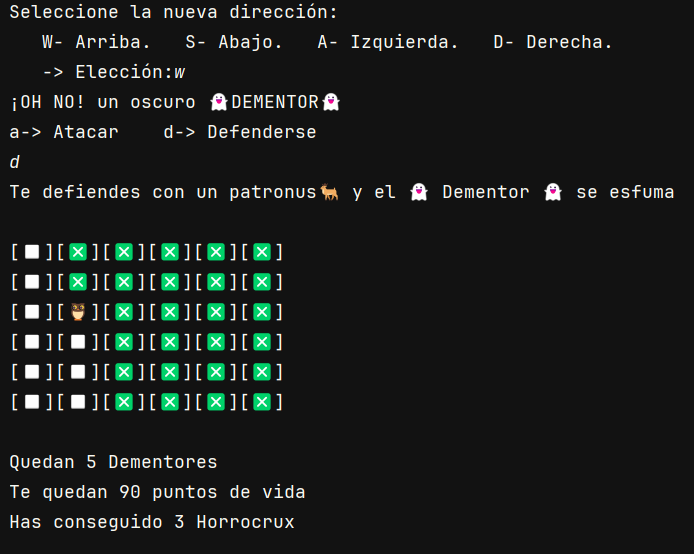 Seleccione la nueva dirección:
W- Arriba.   S- Abajo.   A- Izquierda.   D- Derecha.
-> Elección:w
¡OH NO! un oscuro 👻DEMENTOR👻
a-> Atacar    d-> Defenderse
d
Te defiendes con un patronus🐕 y el 👻 Dementor 👻 se esfuma
[⬜][❎][❎][❎][❎][❎]
[⬜][❎][❎][❎][❎][❎]
[⬜][🦉][❎][❎][❎][❎]
[⬜][⬜][❎][❎][❎][❎]
[⬜][⬜][❎][❎][❎][❎]
[⬜][⬜][❎][❎][❎][❎]
Quedan 5 Dementores
Te quedan 90 puntos de vida
Has conseguido 3 Horrocrux